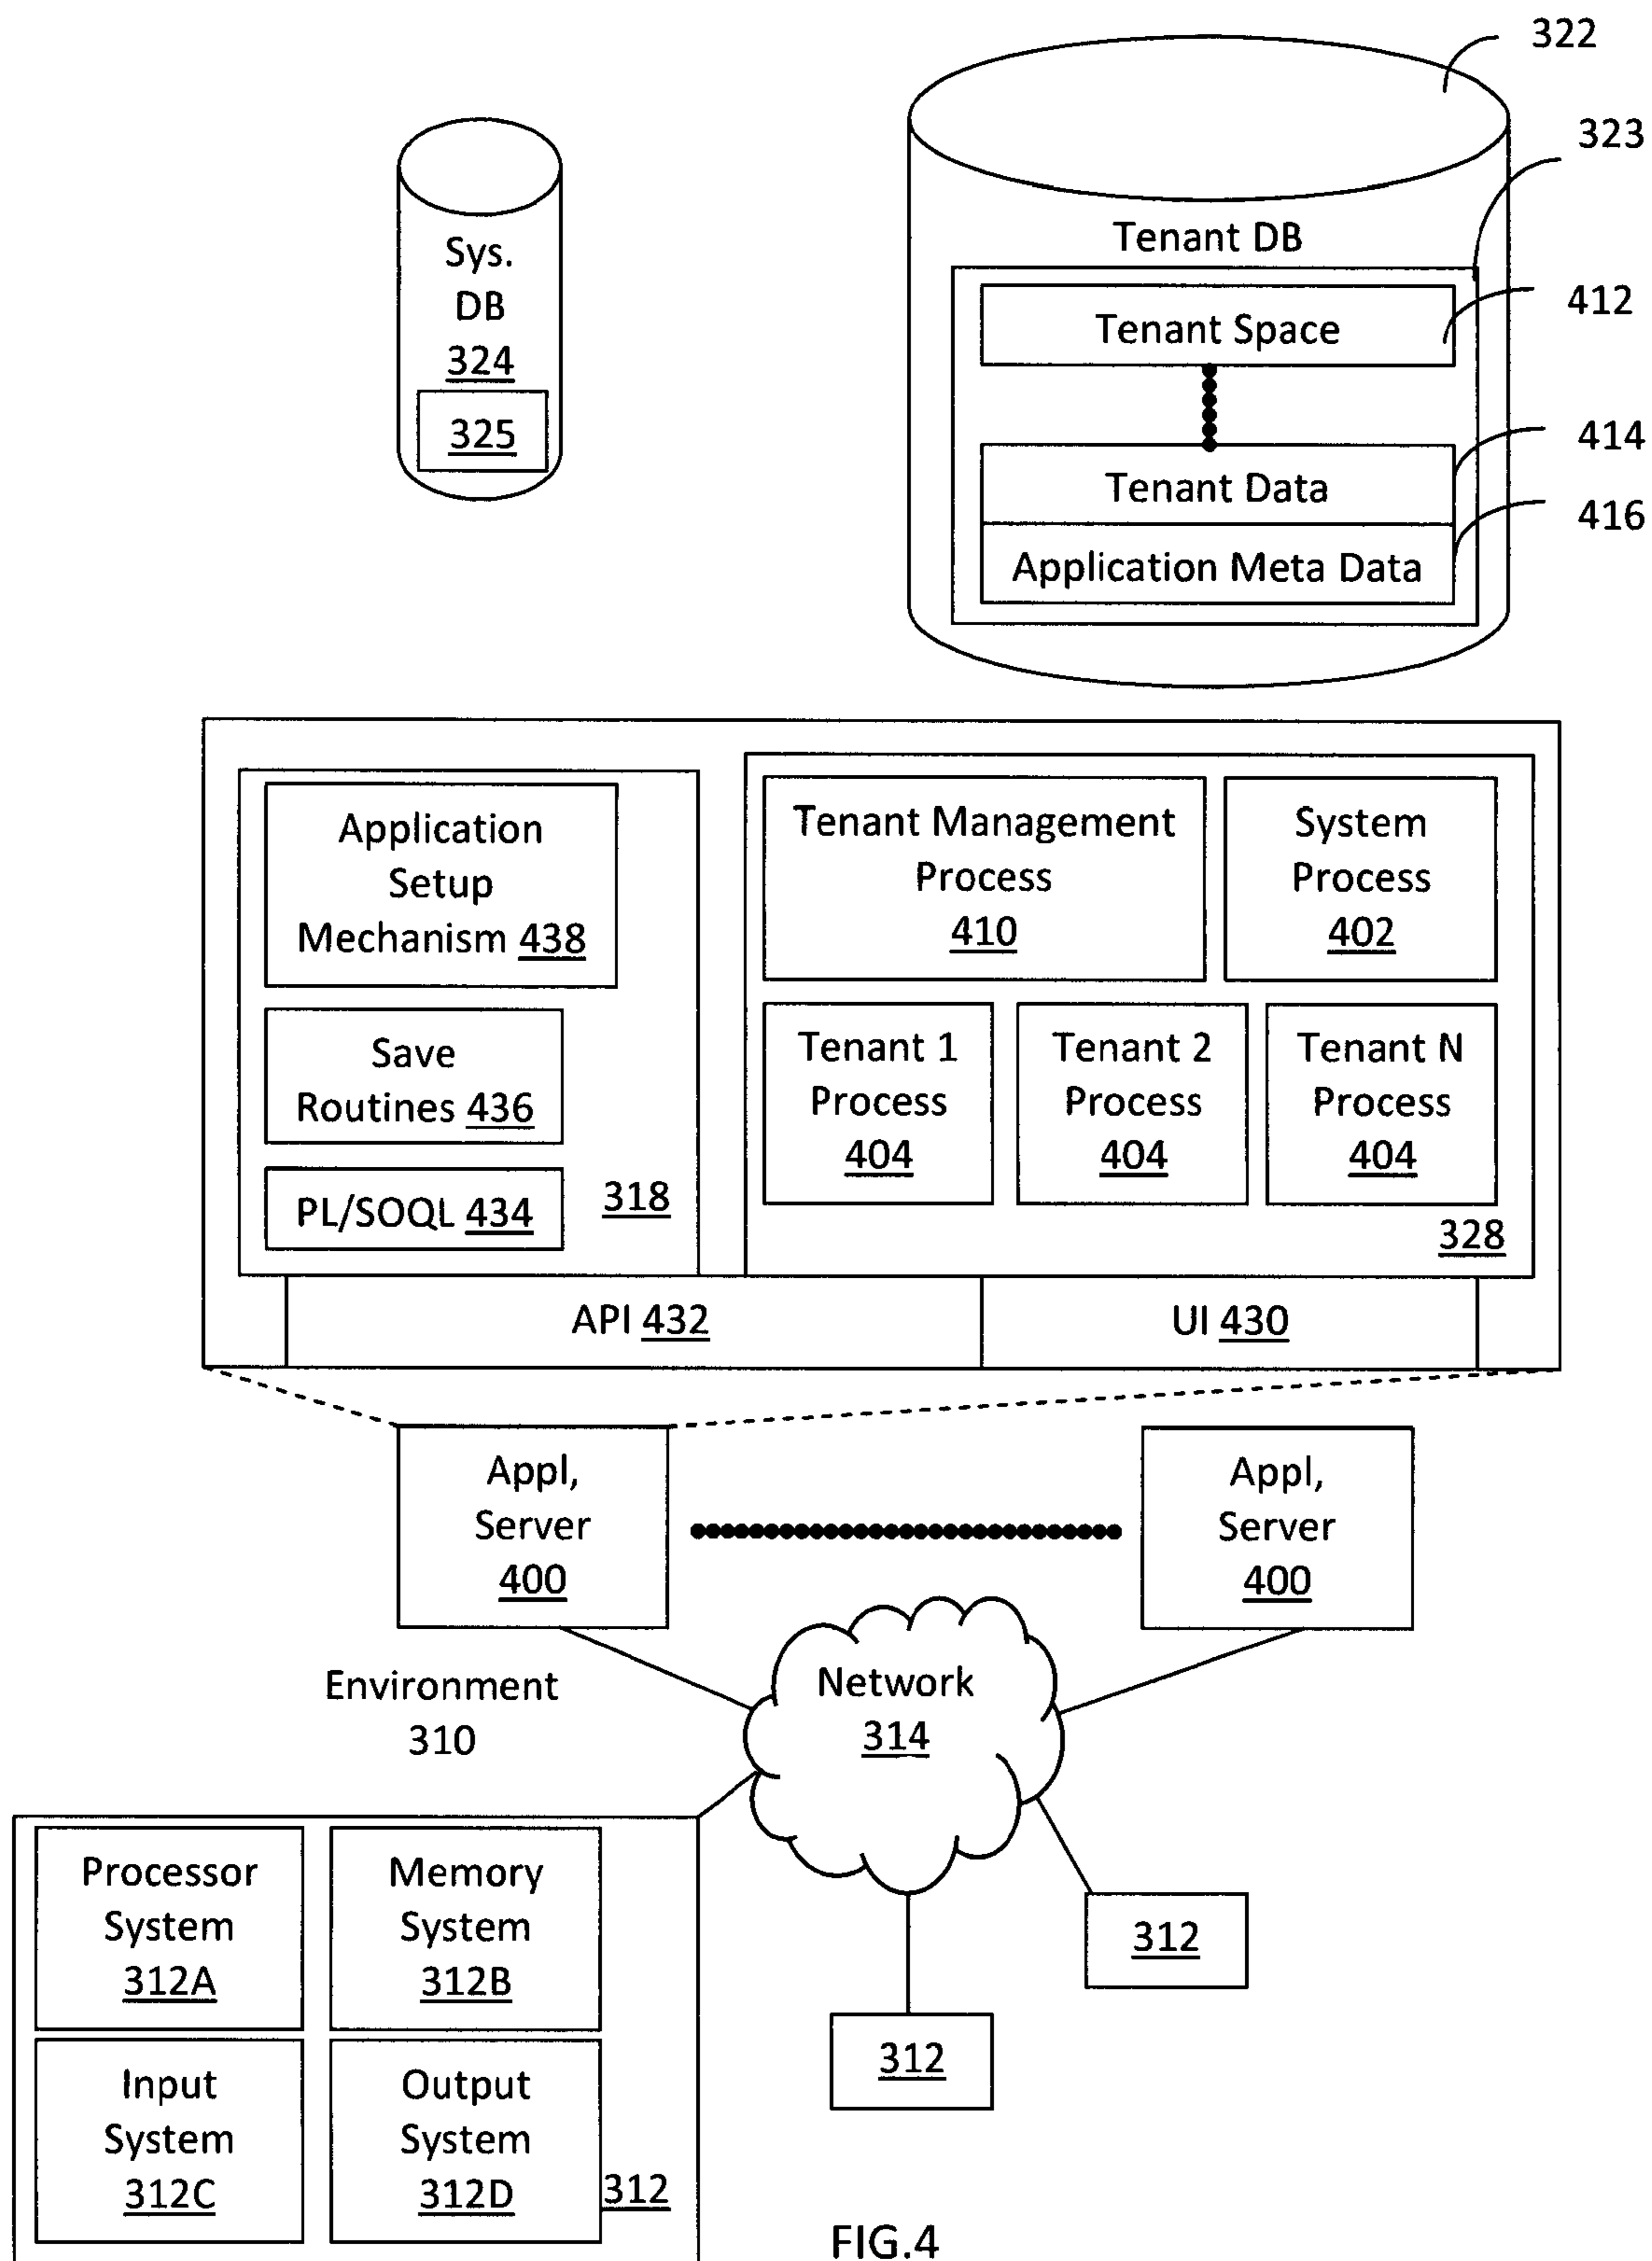 322
323
Tenant DB
Sys.
DB
324
325
412
Tenant Space
414
Tenant Data
416
Application Meta Data
Application
Setup
Mechanism 438
Save
Routines 436
PL/SOQL 434
318
Tenant Management
Process
410
System
Process
402
Tenant 1
Process
404
Tenant 2
Process
404
Tenant N
Process
404
328
API 432
UI 430
Appl,
Server
400
Appl,
Server
400
Environment
310
Network
314
Processor
System
312A
Memory
System
312B
Input
System
312C
Output
System
312D
312
312
312
FIG.4